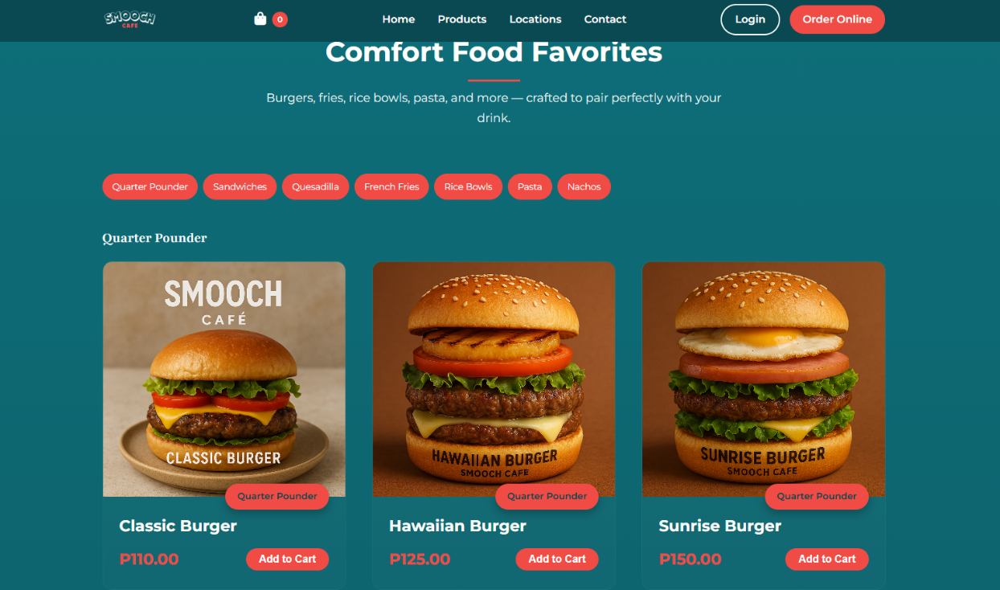 SMOOCH
CAFE
0
Home
Products
Locations
Contact
Login
Order Online
Comfort Food Favorites
Burgers, fries, rice bowls, pasta, and more — crafted to pair perfectly with your
drink.
Quarter Pounder
Sandwiches
Quesadilla
French Fries
Rice Bowls
Pasta
Nachos
Quarter Pounder
SMOOCH
CAFÉ
CLASSIC BURGER
Quarter Pounder
Classic Burger
P110.00
Add to Cart
HAWAIIAN BURGER
SMOOCH CAFE
Quarter Pounder
Hawaiian Burger
P125.00
Add to Cart
SUNRISE BURGER
SMOOCH CAFE
Quarter Pounder
Sunrise Burger
P150.00
Add to Cart